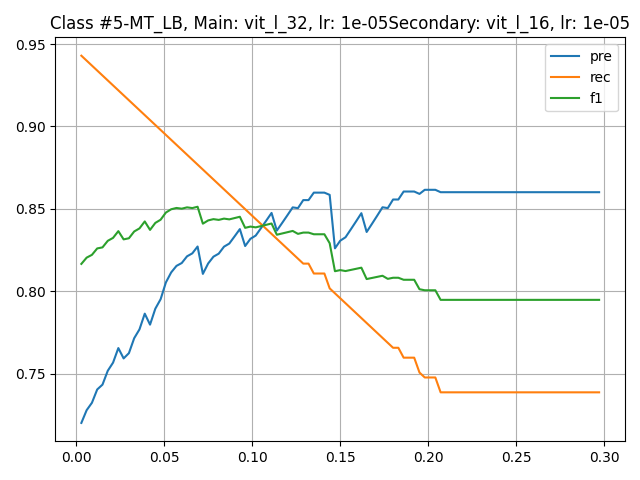 Class #5-MT_LB, Main: vit_l_32, lr: 1e-05Secondary: vit_l_16, lr: 1e-05
0.95
0.90
0.85
0.80
0.75
pre
rec
f1
0.00 0.05 0.10 0.15 0.20 0.25 0.30